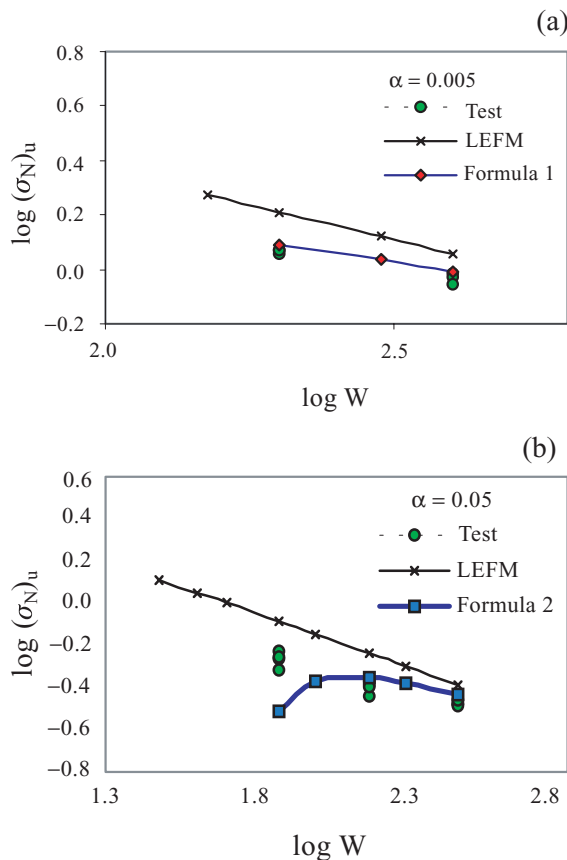 (a)
0.8
0.6
0.4
0.2
0.0
−0.2
log (σN)u
α = 0.005
Test
LEFM
Formula 1
2.0
2.5
log W
(b)
0.6
0.4
0.2
0.0
−0.2
−0.4
−0.6
−0.8
log (σN)u
α = 0.05
Test
LEFM
Formula 2
1.3
1.8
2.3
2.8
log W